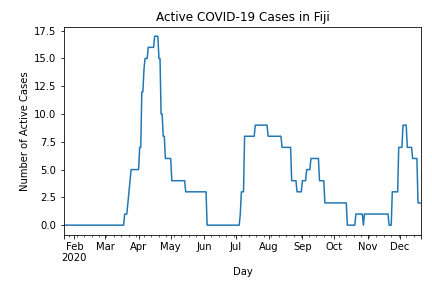 Active COVID-19 Cases in Fiji
17.5
15.0
12.5
10.0
7.5
5.0
2.5
0.0
Number of Active Cases
Feb Mar Apr May Jun Jul Aug Sep Oct Nov Dec
2020
Day